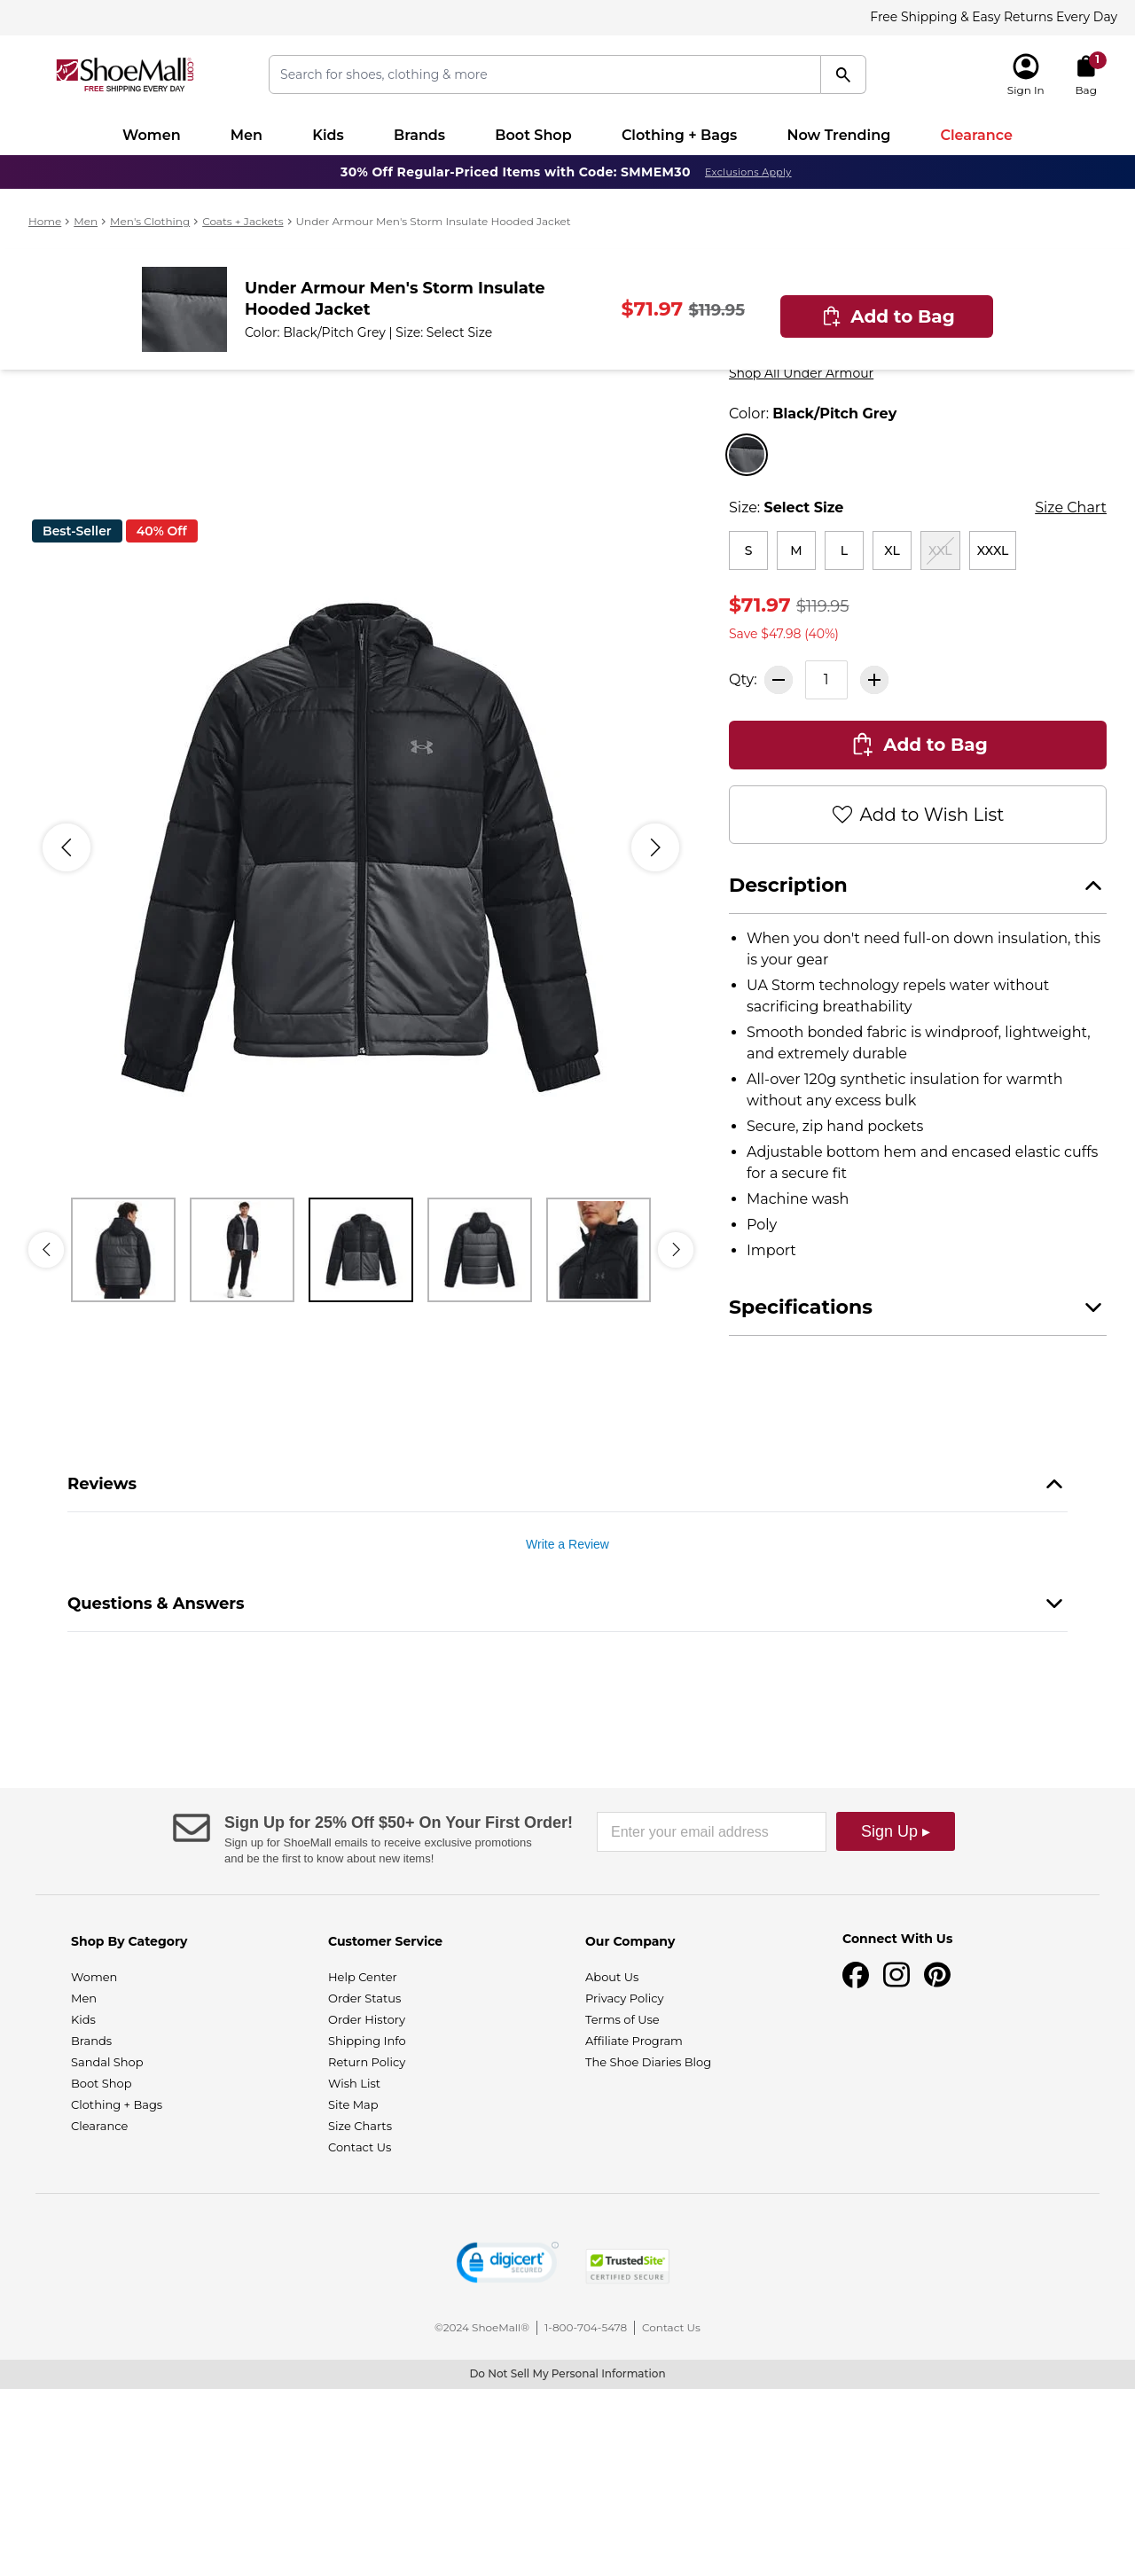 Free Shipping & Easy Returns Every Day
ShoeMall.com
FREE SHIPPING EVERY DAY
Search for shoes, clothing & more
Sign In
1
Bag
Women Men Kids Brands Boot Shop Clothing + Bags Now Trending Clearance
30% Off Regular-Priced Items with Code: SMMEM30 Exclusions Apply
Home > Men > Men's Clothing > Coats + Jackets > Under Armour Men's Storm Insulate Hooded Jacket
Under Armour Men's Storm Insulate
Hooded Jacket
Color: Black/Pitch Grey | Size: Select Size
$71.97 $119.95
Add to Bag
Shop All Under Armour
Color: Black/Pitch Grey
Size: Select Size
Size Chart
S M L XL XXL XXXL
$71.97 $119.95
Save $47.98 (40%)
Qty: 1
Add to Bag
Add to Wish List
Best-Seller 40% Off
Description
• When you don't need full-on down insulation, this
is your gear
• UA Storm technology repels water without
sacrificing breathability
• Smooth bonded fabric is windproof, lightweight,
and extremely durable
• All-over 120g synthetic insulation for warmth
without any excess bulk
• Secure, zip hand pockets
• Adjustable bottom hem and encased elastic cuffs
for a secure fit
• Machine wash
• Poly
• Import
Specifications
Reviews
Write a Review
Questions & Answers
Sign Up for 25% Off $50+ On Your First Order!
Sign up for ShoeMall emails to receive exclusive promotions
and be the first to know about new items!
Enter your email address
Sign Up ▸
Shop By Category
Women
Men
Kids
Brands
Sandal Shop
Boot Shop
Clothing + Bags
Clearance
Customer Service
Help Center
Order Status
Order History
Shipping Info
Return Policy
Wish List
Site Map
Size Charts
Contact Us
Our Company
About Us
Privacy Policy
Terms of Use
Affiliate Program
The Shoe Diaries Blog
Connect With Us
digicert
SECURED
TrustedSite
CERTIFIED SECURE
©2024 ShoeMall® | 1-800-704-5478 | Contact Us
Do Not Sell My Personal Information